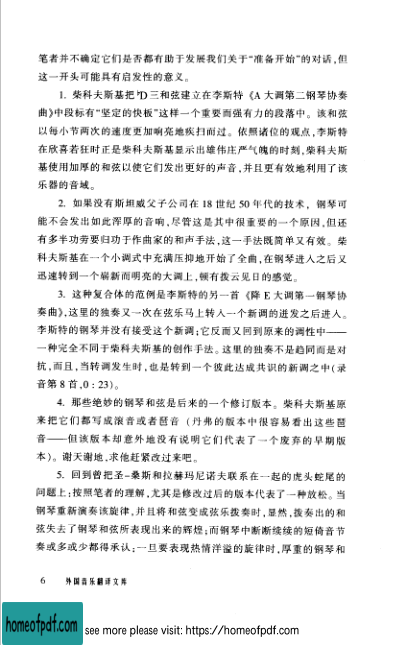 笔者并不确定它们是否都有助于发展我们关于“准备开始”的对话,但
这一开头可能具有启发性的意义。
1. 柴科夫斯基把♭D三和弦建立在李斯特《A大调第二钢琴协奏
曲》中段标有“坚定的快板”这样一个重要而强有力的段落中。该和弦
以每小节两次的速度更加响亮地疾扫而过。依照诸位的观点,李斯特
在欣喜若狂时正是柴科夫斯基显示出雄伟庄严气魄的时刻,柴科夫斯
基使用加厚的和弦以使它们发出更好的声音,并且更有效地利用了该
乐器的音域。
2. 如果没有斯坦威父子公司在18世纪50年代的技术,钢琴可
能不会发出如此浑厚的音响,尽管这是其中很重要的一个原因,但还
有多半功劳要归功于作曲家的和声手法,这一手法既简单又有效。柴
科夫斯基在一个小调式中充满压抑地开始了全曲,在钢琴进入之后又
迅速转到一个崭新而明亮的大调上,顿有拨云见日的感觉。
3. 这种复合体的范例是李斯特的另一首《降E大调第一钢琴协
奏曲》,这里的独奏又一次在弦乐马上转入一个新调的迸发之后进入。
李斯特的钢琴并没有接受这个新调;它反而又回到原来的调性中——
一种完全不同于柴科夫斯基的创作手法。这里的独奏不是趋同而是对
抗,而且,当转调发生时,也是转到一个彼此达成共识的新调之中(录
音第8首,0:23)。
4. 那些绝妙的钢琴和弦是后来的一个修订版本。柴科夫斯基原
来把它们都写成滚音或者琶音(丹弗的版本中很容易看出这些琶
音——但该版本却意外地没有说明它们代表了一个废弃的早期版
本)。谢天谢地,求他赶紧改过来吧。
5. 回到曾把圣-桑斯和拉赫玛尼诺夫联系在一起的虎头蛇尾的
问题上:按照笔者的理解,尤其是修改过后的版本代表了一种放松。当
钢琴重新演奏该旋律,并且将和弦变成弦乐拨奏时,显然,拨奏出的和
弦失去了钢琴和弦所表现出来的辉煌;而钢琴中断断续续的短倚音节
奏或多或少都得承认:一旦要表现热情洋溢的旋律时,厚重的钢琴和
6 外国音乐翻译文库
homeofpdf.com see more please visit: https://homeofpdf.com